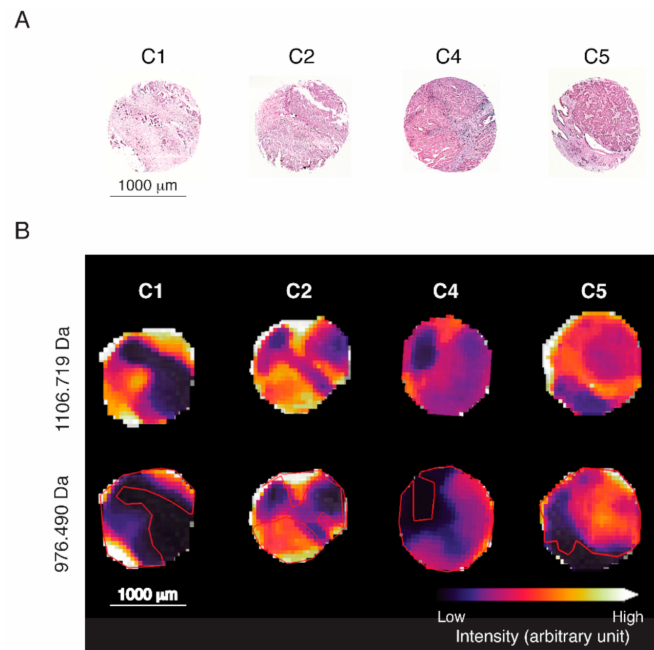 A
C1 C2 C4 C5
1000 μm
B
C1 C2 C4 C5
1106.719 Da
976.490 Da
1000 μm
Low High
Intensity (arbitrary unit)